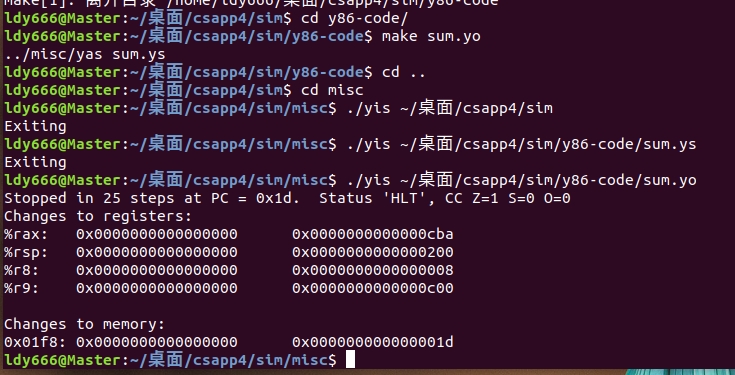 make[1]: 离开目录“/home/ldy666/桌面/csapp4/sim/y86-code”
ldy666@Master:~/桌面/csapp4/sim$ cd y86-code/
ldy666@Master:~/桌面/csapp4/sim/y86-code$ make sum.yo
../misc/yas sum.ys
ldy666@Master:~/桌面/csapp4/sim/y86-code$ cd ..
ldy666@Master:~/桌面/csapp4/sim$ cd misc
ldy666@Master:~/桌面/csapp4/sim/misc$ ./yis ~/桌面/csapp4/sim
Exiting
ldy666@Master:~/桌面/csapp4/sim/misc$ ./yis ~/桌面/csapp4/sim/y86-code/sum.ys
Exiting
ldy666@Master:~/桌面/csapp4/sim/misc$ ./yis ~/桌面/csapp4/sim/y86-code/sum.yo
Stopped in 25 steps at PC = 0x1d.  Status 'HLT', CC Z=1 S=0 O=0
Changes to registers:
%rax:   0x0000000000000000      0x0000000000000cba
%rsp:   0x0000000000000000      0x0000000000000200
%r8:    0x0000000000000000      0x0000000000000008
%r9:    0x0000000000000000      0x0000000000000c00
Changes to memory:
0x01f8: 0x0000000000000000      0x000000000000001d
ldy666@Master:~/桌面/csapp4/sim/misc$